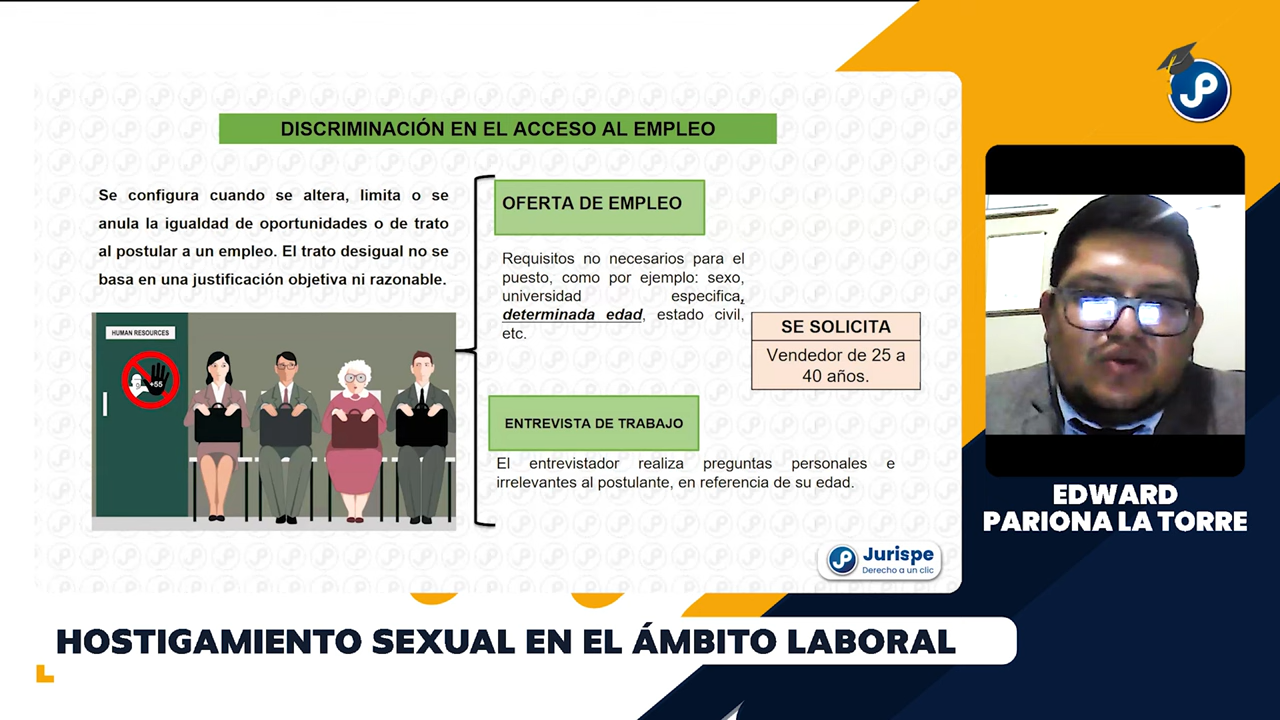 DISCRIMINACIÓN EN EL ACCESO AL EMPLEO
Se configura cuando se altera, limita o se
anula la igualdad de oportunidades o de trato
al postular a un empleo. El trato desigual no se
basa en una justificación objetiva ni razonable.
HUMAN RESOURCES
+55
OFERTA DE EMPLEO
Requisitos no necesarios para el
puesto, como por ejemplo: sexo,
universidad especifica,
determinada edad, estado civil,
etc.
SE SOLICITA
Vendedor de 25 a
40 años.
ENTREVISTA DE TRABAJO
El entrevistador realiza preguntas personales e
irrelevantes al postulante, en referencia de su edad.
JP
Jurispe
Derecho a un clic
JP
EDWARD
PARIONA LA TORRE
HOSTIGAMIENTO SEXUAL EN EL ÁMBITO LABORAL